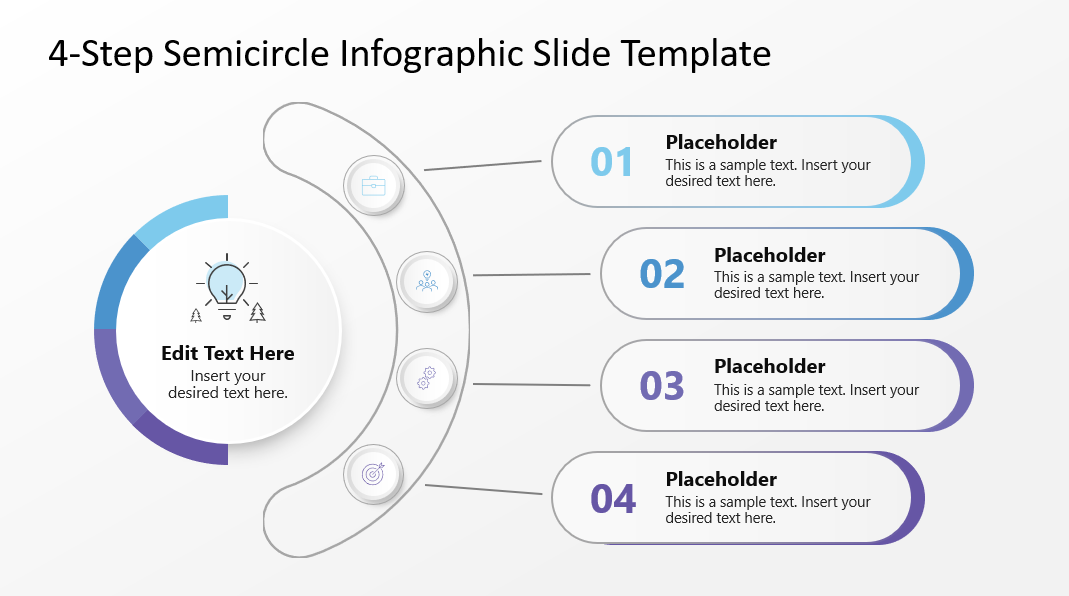 4-Step Semicircle Infographic Slide Template
Edit Text Here
Insert your
desired text here.
01
Placeholder
This is a sample text. Insert your
desired text here.
02
Placeholder
This is a sample text. Insert your
desired text here.
03
Placeholder
This is a sample text. Insert your
desired text here.
04
Placeholder
This is a sample text. Insert your
desired text here.